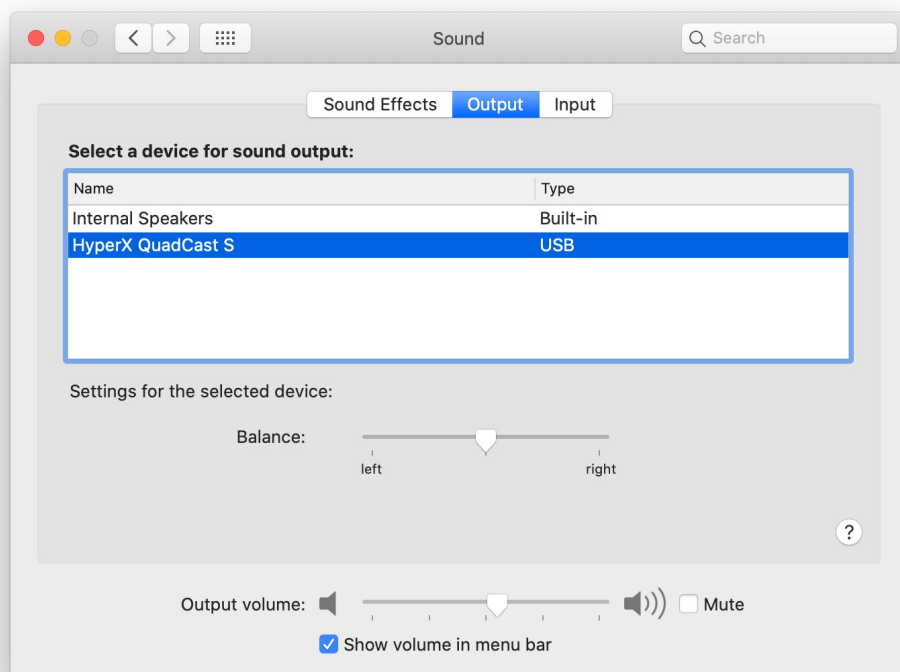 Sound
Search
Sound Effects Output Input
Select a device for sound output:
Name Type
Internal Speakers Built-in
HyperX QuadCast S USB
Settings for the selected device:
Balance:
left right
?
Output volume: Mute
Show volume in menu bar